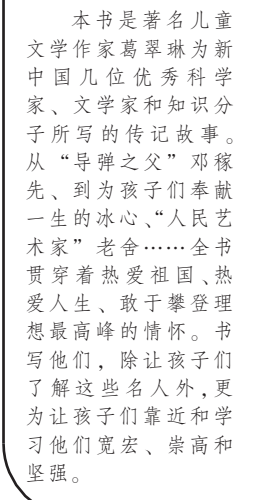 本书是著名儿童
文学作家葛翠琳为新
中国几位优秀科学
家、文学家和知识分
子所写的传记故事。
从“导弹之父”邓稼
先、到为孩子们奉献
一生的冰心、“人民艺
术家”老舍……全书
贯穿着热爱祖国、热
爱人生、敢于攀登理
想最高峰的情怀。书
写他们，除让孩子们
了解这些名人外，更
为让孩子们靠近和学
习他们宽宏、崇高和
坚强。